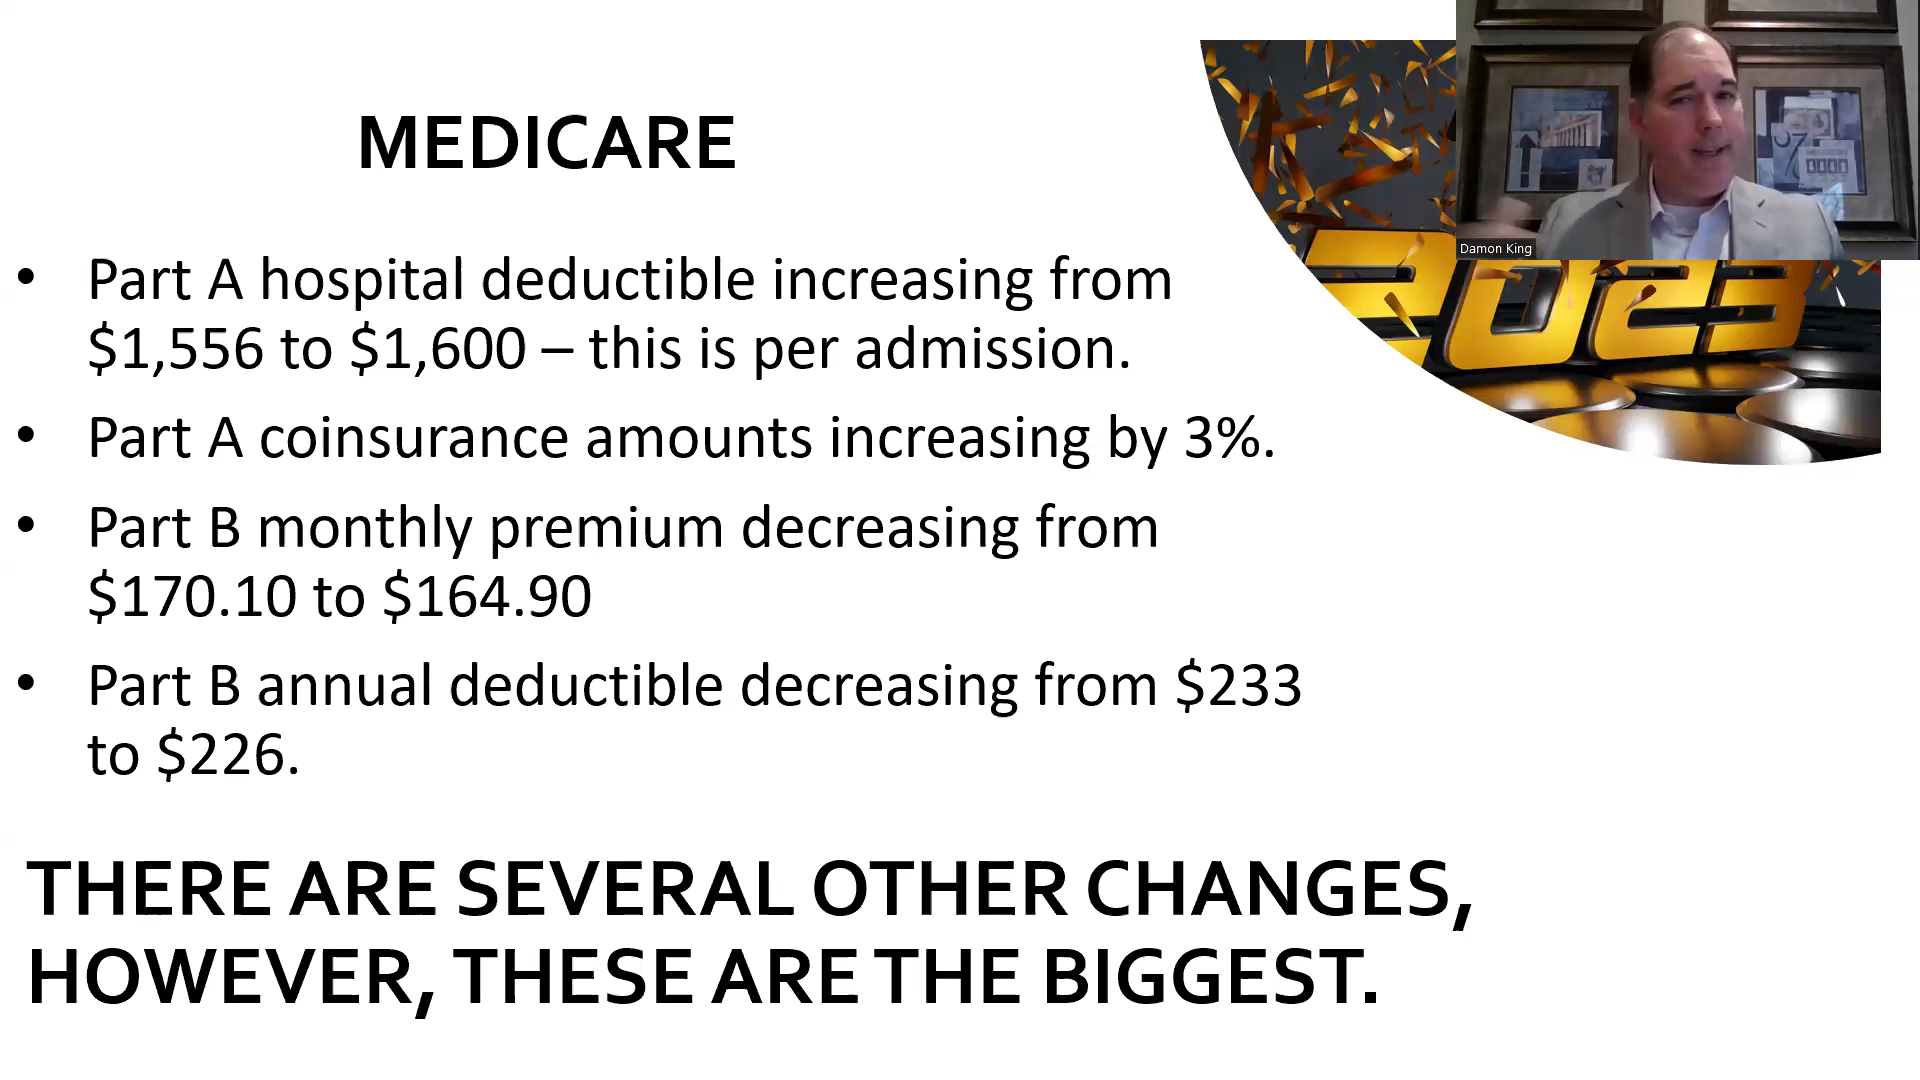 MEDICARE
• Part A hospital deductible increasing from
$1,556 to $1,600 – this is per admission.
• Part A coinsurance amounts increasing by 3%.
• Part B monthly premium decreasing from
$170.10 to $164.90
• Part B annual deductible decreasing from $233
to $226.
THERE ARE SEVERAL OTHER CHANGES,
HOWEVER, THESE ARE THE BIGGEST.
Damon King
2023